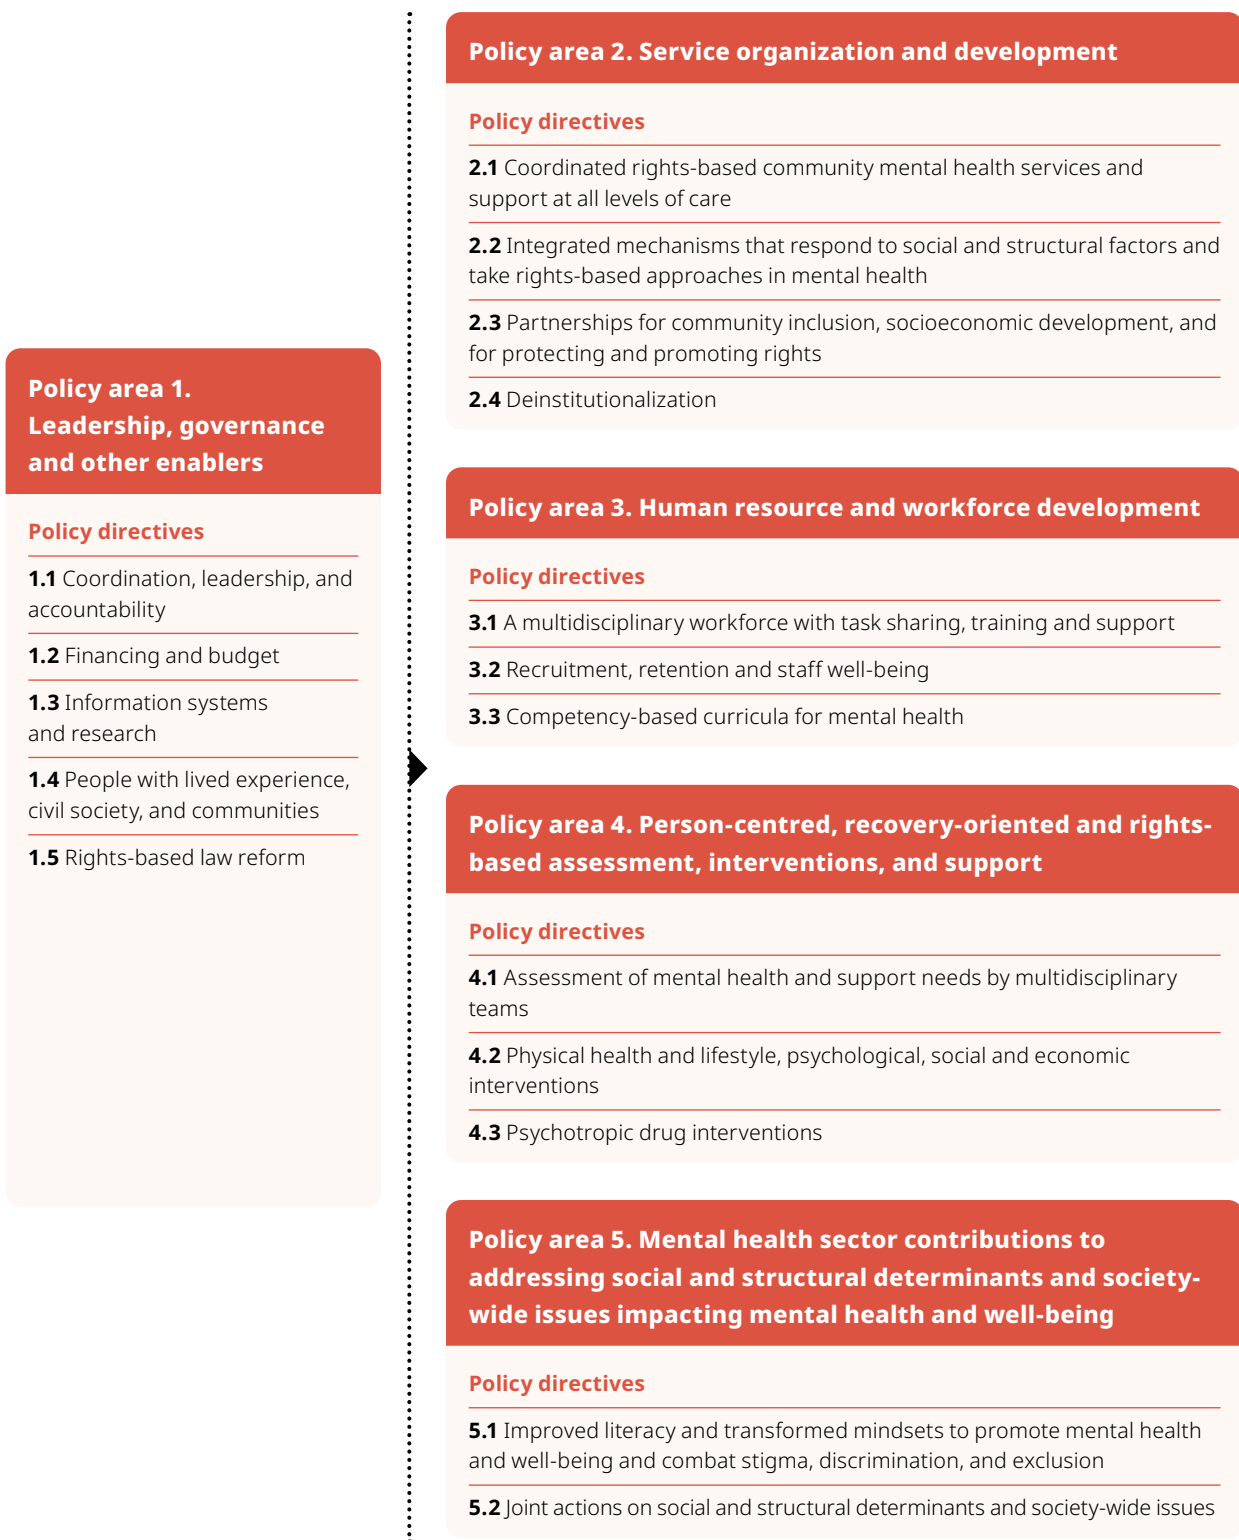 Policy area 1.
Leadership, governance
and other enablers
Policy directives
1.1 Coordination, leadership, and
accountability
1.2 Financing and budget
1.3 Information systems
and research
1.4 People with lived experience,
civil society, and communities
1.5 Rights-based law reform
Policy area 2. Service organization and development
Policy directives
2.1 Coordinated rights-based community mental health services and
support at all levels of care
2.2 Integrated mechanisms that respond to social and structural factors and
take rights-based approaches in mental health
2.3 Partnerships for community inclusion, socioeconomic development, and
for protecting and promoting rights
2.4 Deinstitutionalization
Policy area 3. Human resource and workforce development
Policy directives
3.1 A multidisciplinary workforce with task sharing, training and support
3.2 Recruitment, retention and staff well-being
3.3 Competency-based curricula for mental health
Policy area 4. Person-centred, recovery-oriented and rights-
based assessment, interventions, and support
Policy directives
4.1 Assessment of mental health and support needs by multidisciplinary
teams
4.2 Physical health and lifestyle, psychological, social and economic
interventions
4.3 Psychotropic drug interventions
Policy area 5. Mental health sector contributions to
addressing social and structural determinants and society-
wide issues impacting mental health and well-being
Policy directives
5.1 Improved literacy and transformed mindsets to promote mental health
and well-being and combat stigma, discrimination, and exclusion
5.2 Joint actions on social and structural determinants and society-wide issues